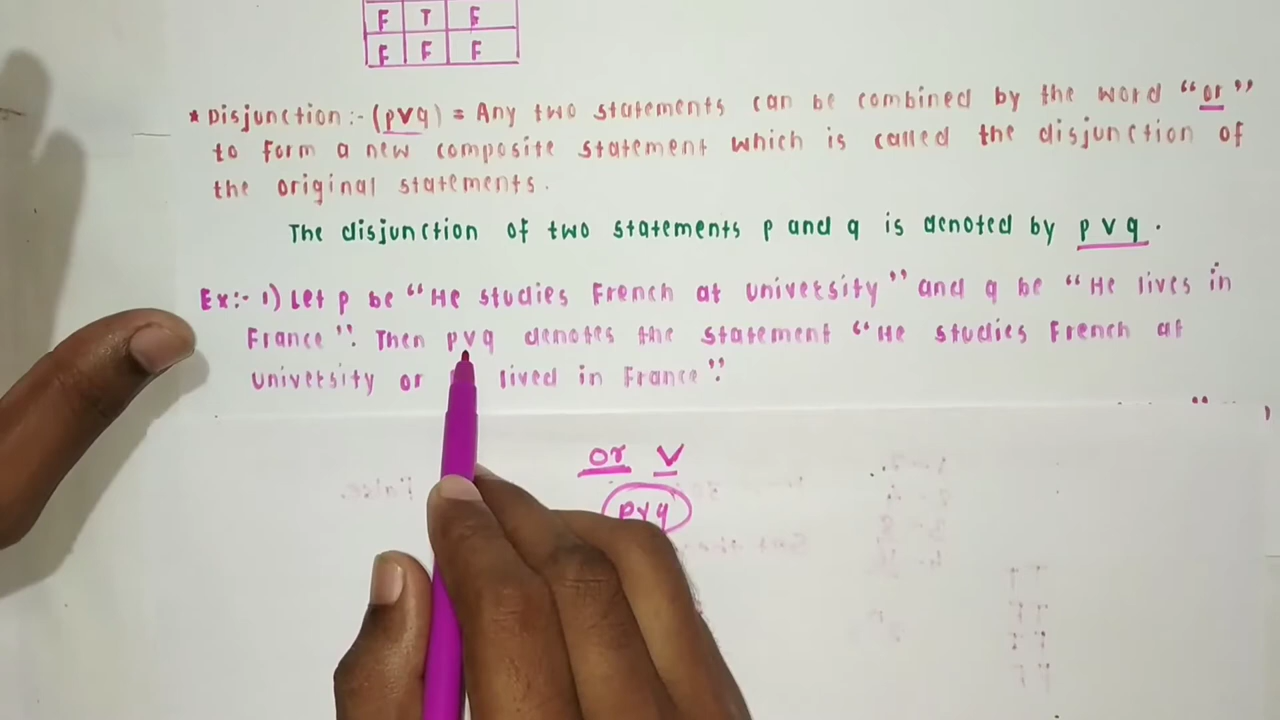 F T F
F F F
* Disjunction :- (p∨q) = Any two statements can be combined by the word "or"
to form a new composite statement which is called the disjunction of
the original statements.
The disjunction of two statements p and q is denoted by p∨q.
Ex:- 1) Let p be "He studies French at university" and q be "He lives in
France". Then p∨q denotes the statement "He studies French at
university or lived in France".
or ∨
p∨q